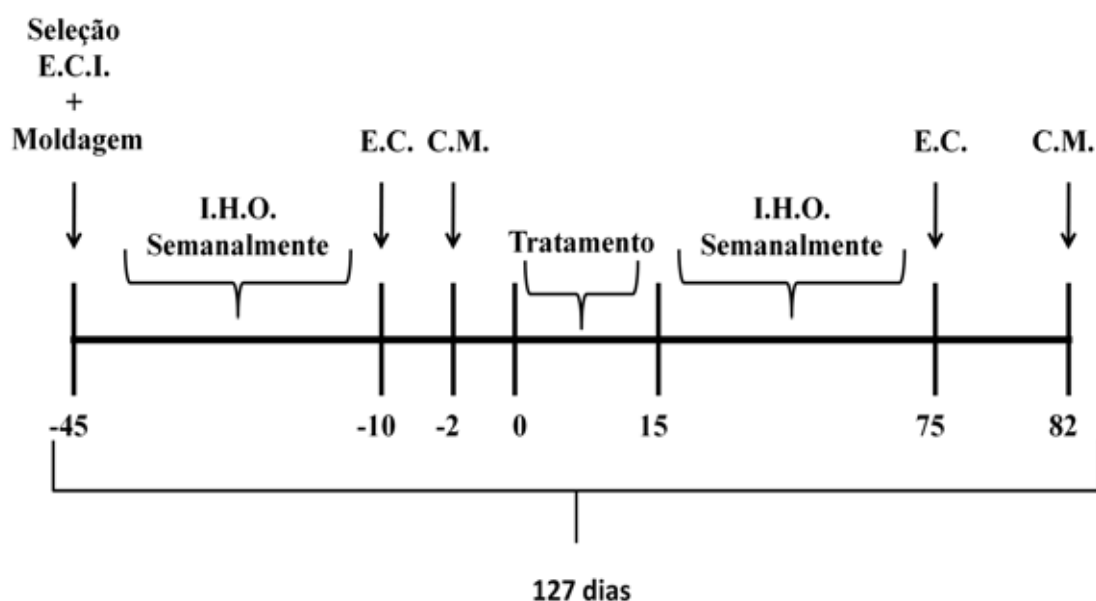 Seleção
E.C.I.
+
Moldagem
E.C.
C.M.
E.C.
C.M.
I.H.O.
Semanalmente
Tratamento
I.H.O.
Semanalmente
-45
-10
-2
0
15
75
82
127 dias